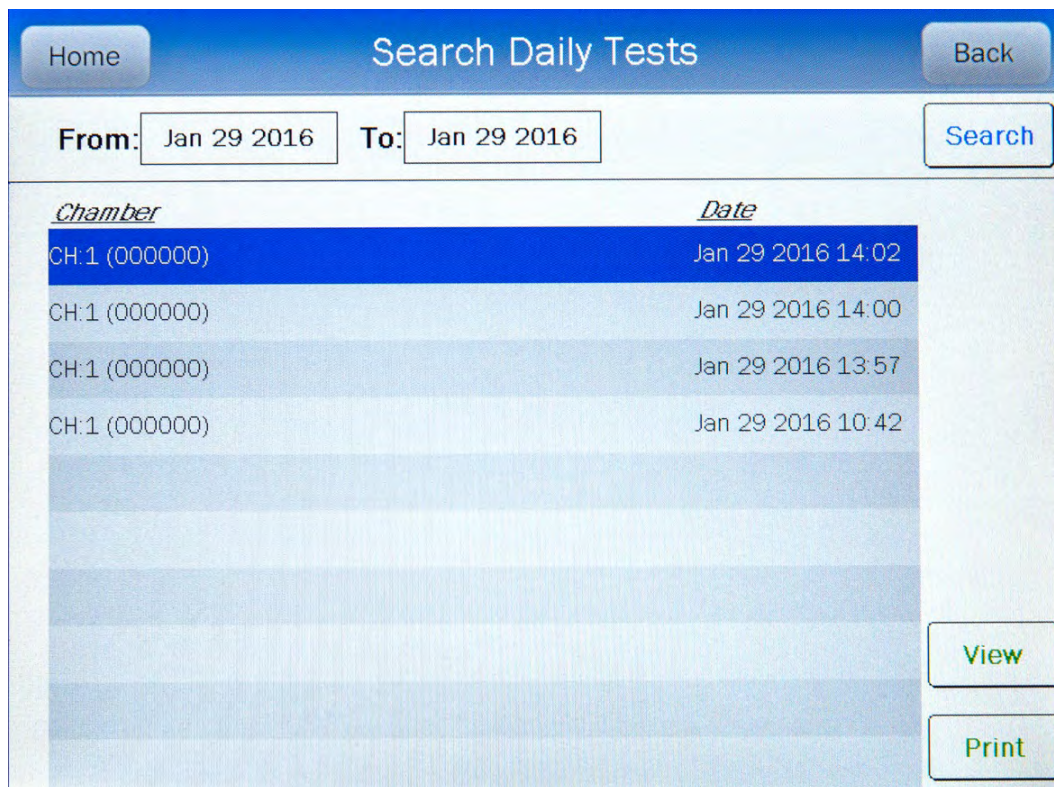 Home Search Daily Tests Back
From: Jan 29 2016 To: Jan 29 2016 Search
Chamber Date
CH:1 (000000) Jan 29 2016 14:02
CH:1 (000000) Jan 29 2016 14:00
CH:1 (000000) Jan 29 2016 13:57
CH:1 (000000) Jan 29 2016 10:42
View
Print